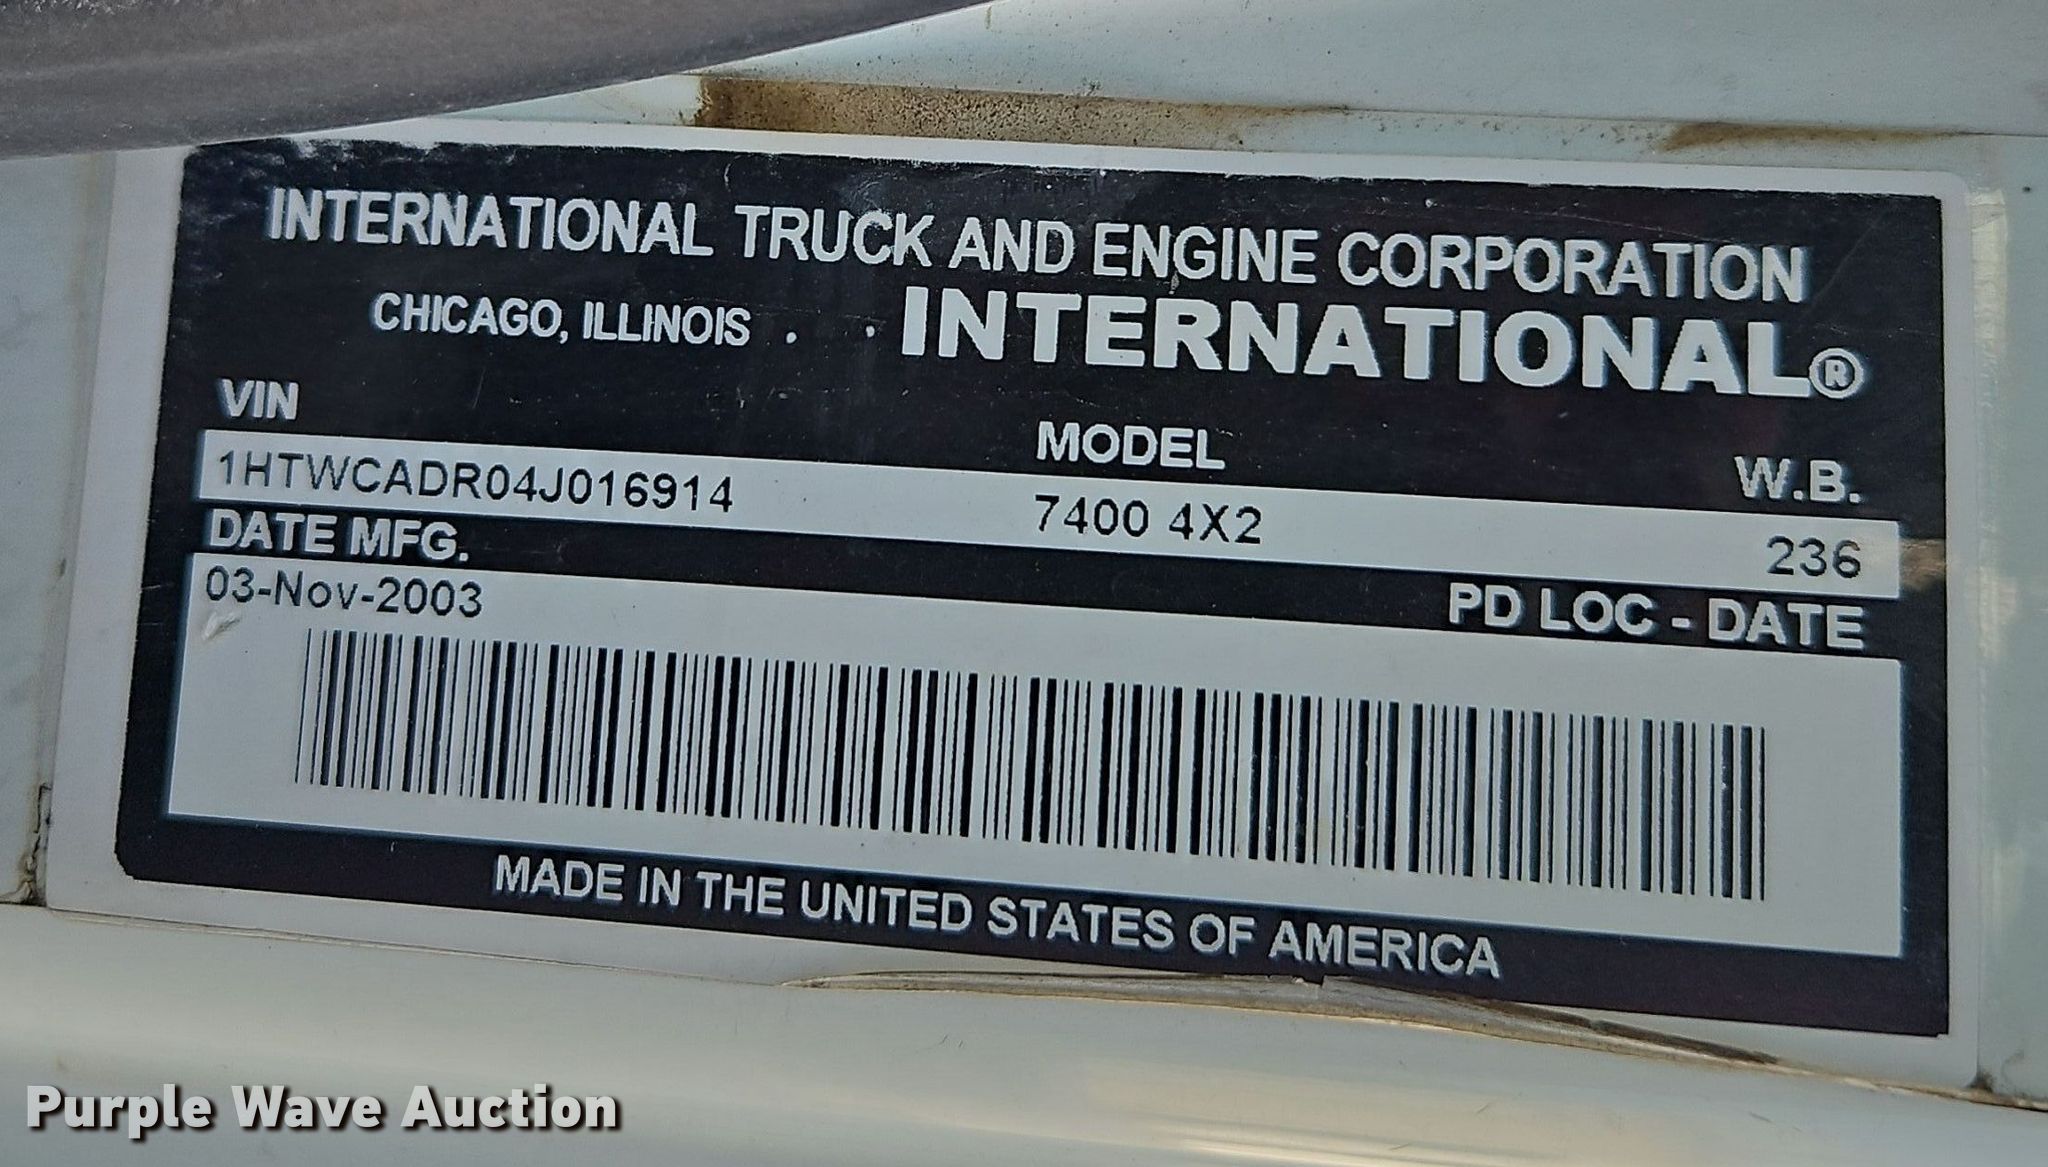 INTERNATIONAL TRUCK AND ENGINE CORPORATION
CHICAGO, ILLINOIS . . INTERNATIONAL®
VIN MODEL W.B.
1HTWCADR04J016914 7400 4X2 236
DATE MFG. PD LOC - DATE
03-Nov-2003
MADE IN THE UNITED STATES OF AMERICA
Purple Wave Auction